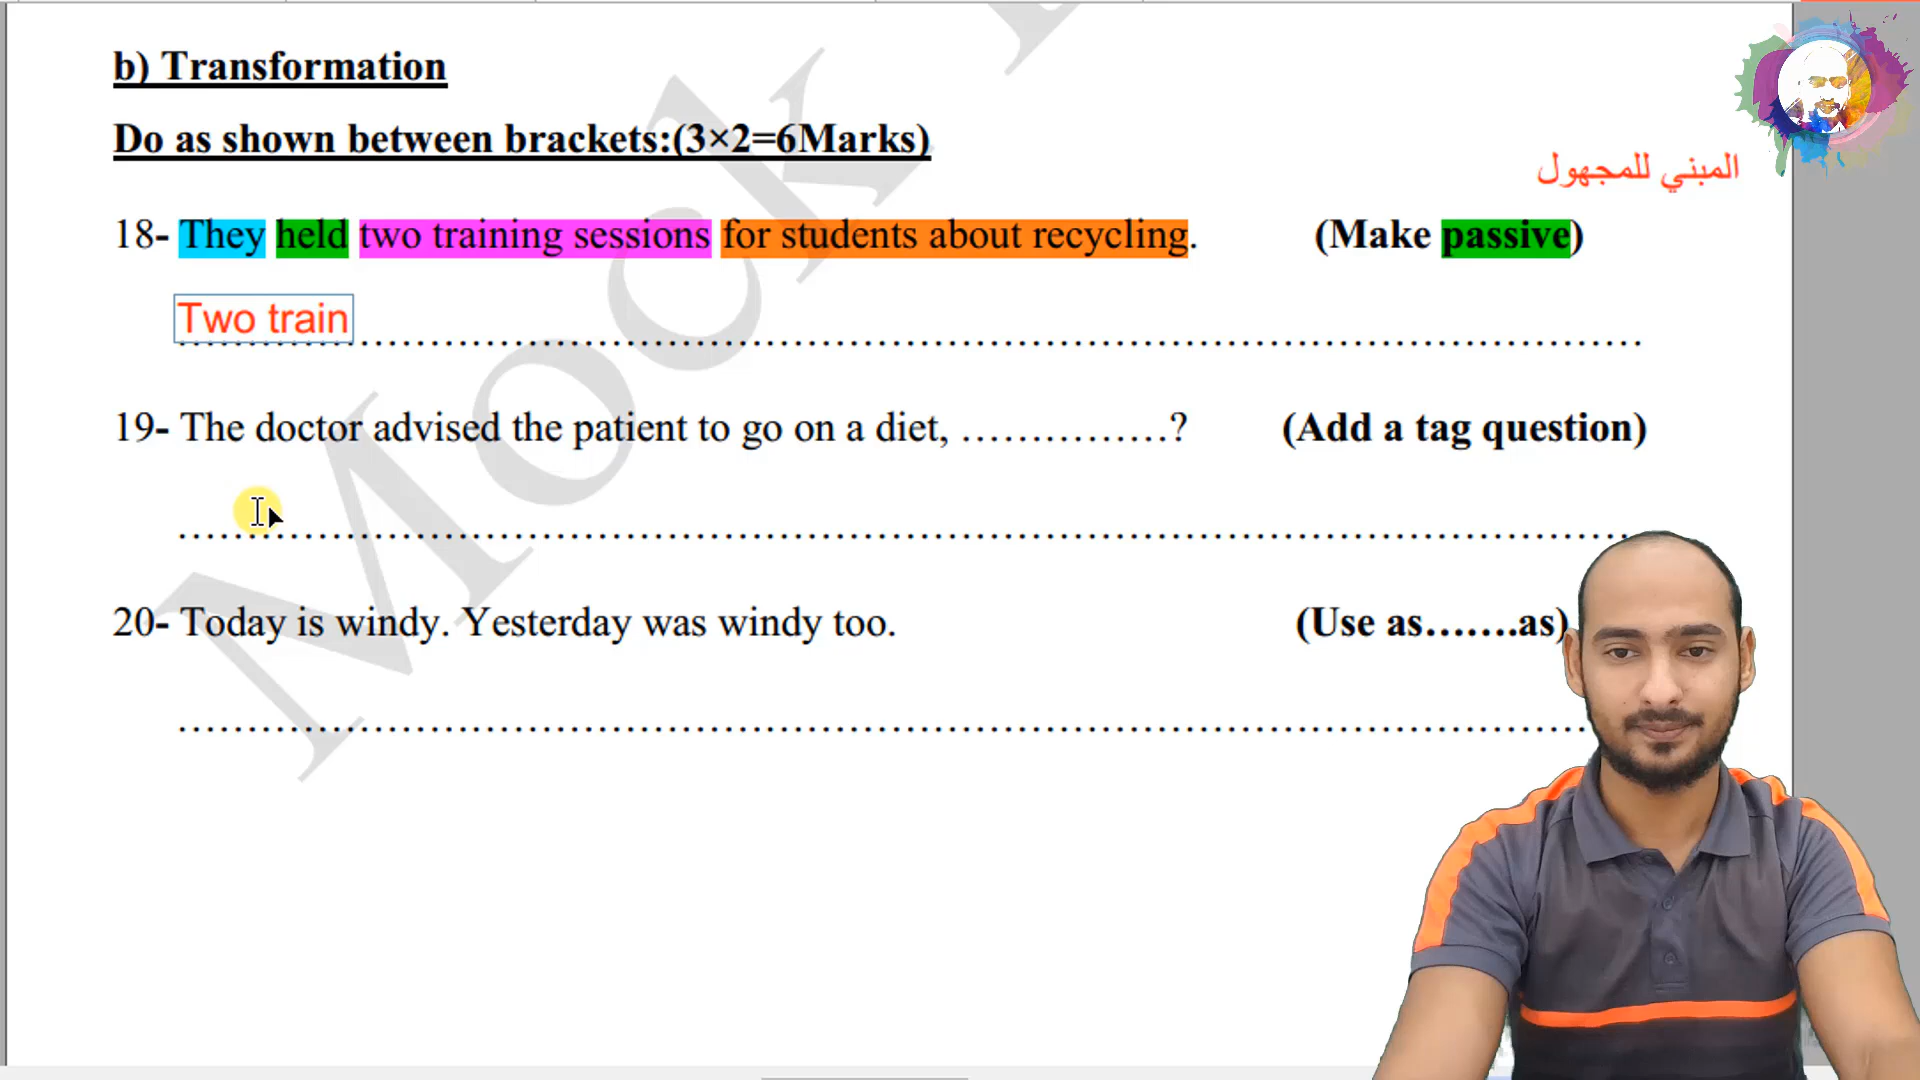 b) Transformation
Do as shown between brackets:(3×2=6Marks)
المبني للمجهول
18- They held two training sessions for students about recycling. (Make passive)
Two train
........................................................................................................
19- The doctor advised the patient to go on a diet, ……………? (Add a tag question)
........................................................................................................
20- Today is windy. Yesterday was windy too. (Use as…….as)
........................................................................................................
Mock